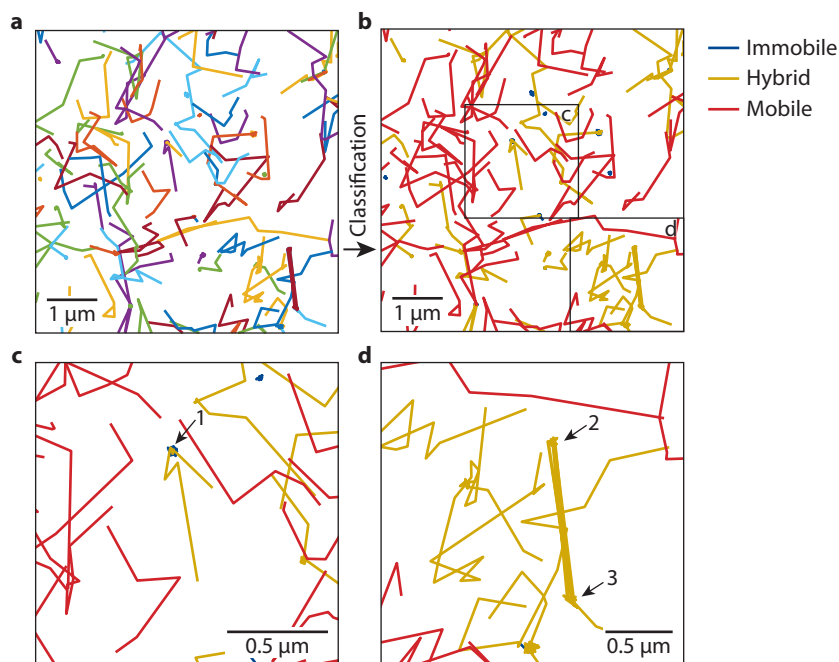 a
b
c
d
Classification
1 μm
1 μm
Immobile
Hybrid
Mobile
c
d
1
2
3
0.5 μm
0.5 μm